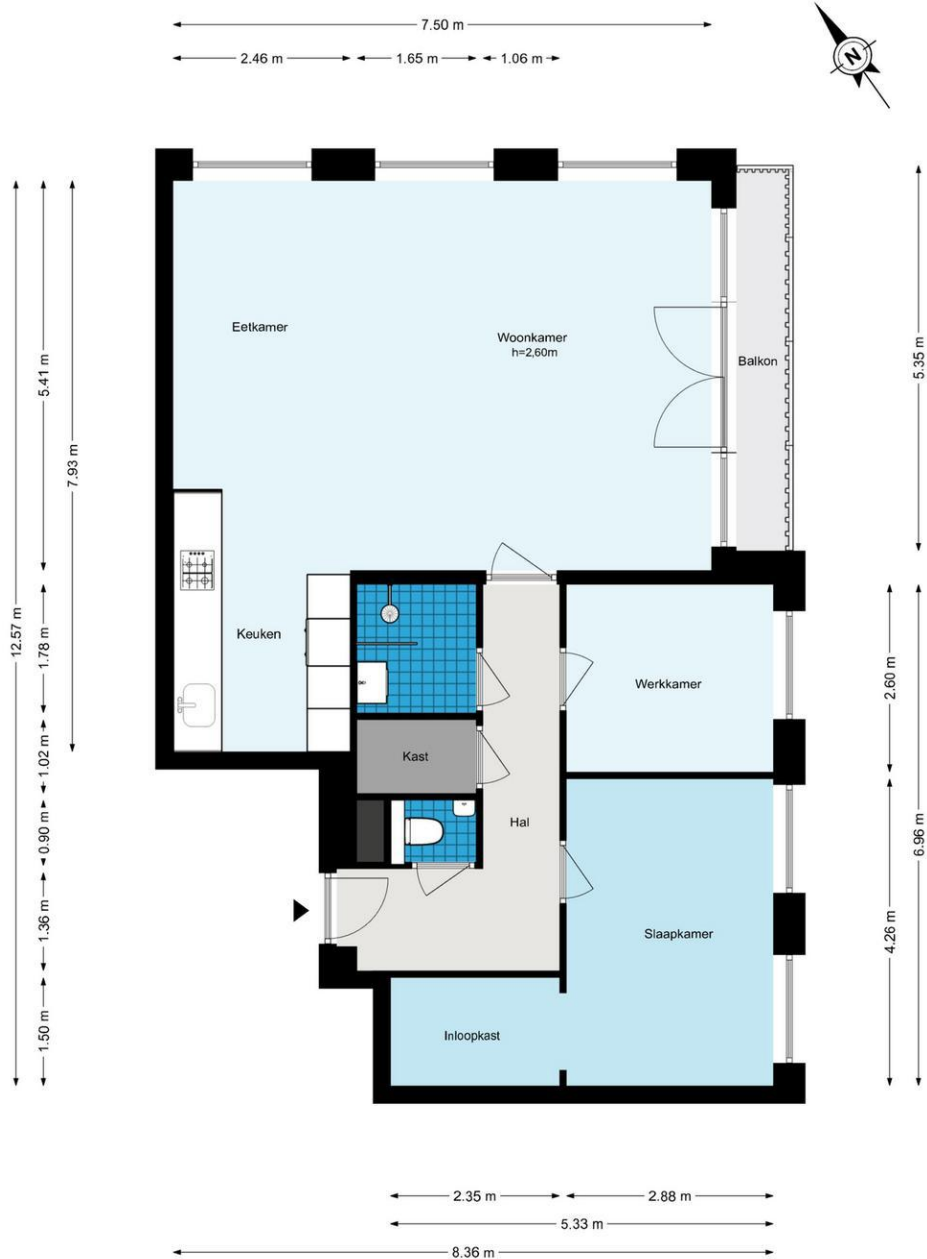 7.50 m
2.46 m
1.65 m
1.06 m
N
Eetkamer
Woonkamer
h=2,60m
Balkon
5.41 m
7.93 m
5.35 m
12.57 m
1.78 m
Keuken
Werkkamer
2.60 m
1.02 m
Kast
0.90 m
Hal
6.96 m
1.36 m
Slaapkamer
4.26 m
1.50 m
Inloopkast
2.35 m
2.88 m
5.33 m
8.36 m